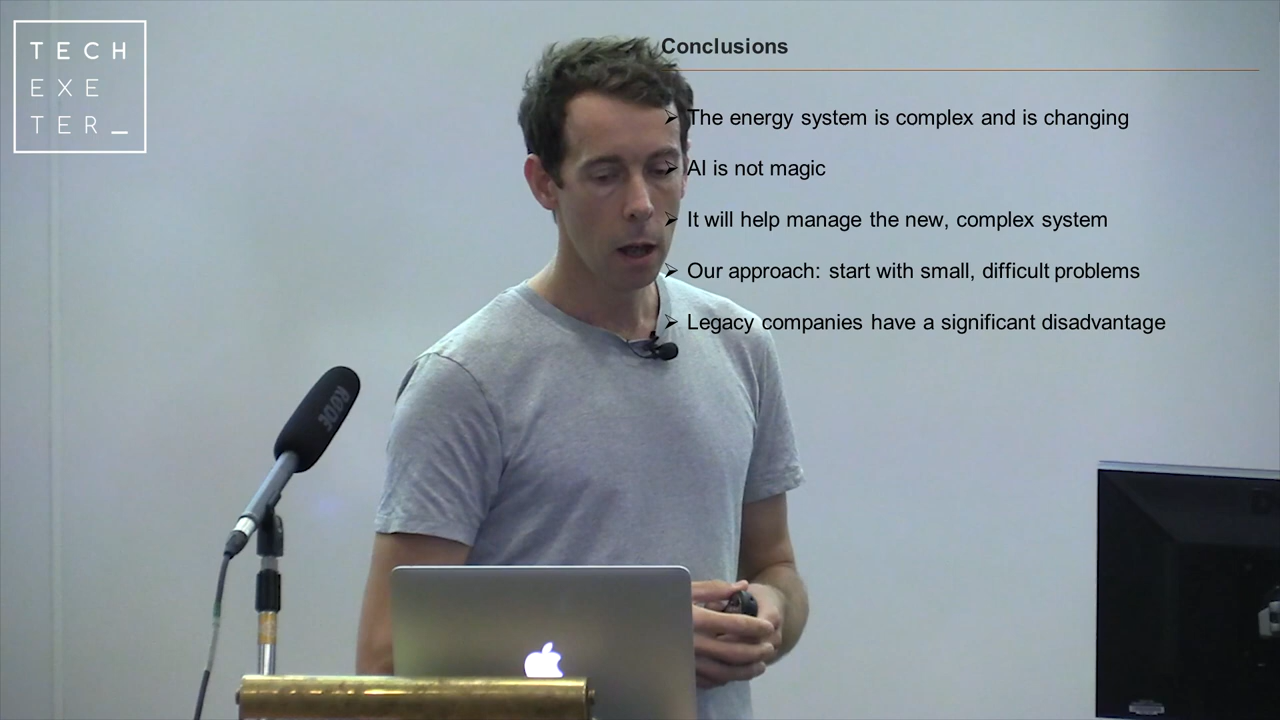 TECH
EXE
TER_
Conclusions
The energy system is complex and is changing
AI is not magic
It will help manage the new, complex system
Our approach: start with small, difficult problems
Legacy companies have a significant disadvantage
RØDE